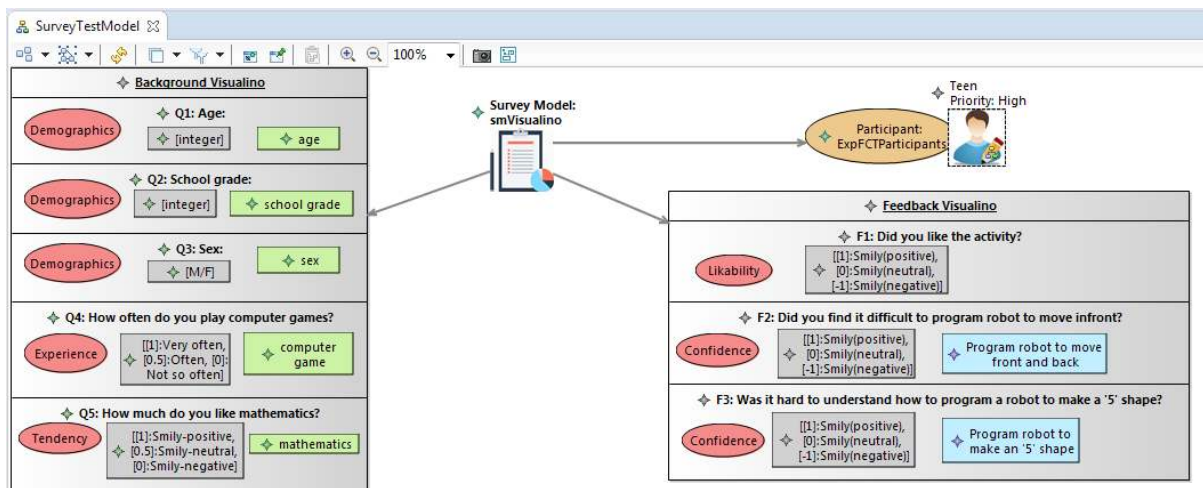 SurveyTestModel
100%
Background Visualino
Q1: Age:
Demographics
[integer]
age
Q2: School grade:
Demographics
[integer]
school grade
Q3: Sex:
Demographics
[M/F]
sex
Q4: How often do you play computer games?
Experience
[[1]:Very often,
[0.5]:Often, [0]:
Not so often]
computer
game
Q5: How much do you like mathematics?
Tendency
[[1]:Smily-positive,
[0.5]:Smily-neutral,
[0]:Smily-negative]
mathematics
Survey Model:
smVisualino
Teen
Priority: High
Participant:
ExpFCTParticipants
Feedback Visualino
F1: Did you like the activity?
Likability
[[1]:Smily(positive),
[0]:Smily(neutral),
[-1]:Smily(negative)]
F2: Did you find it difficult to program robot to move infront?
Confidence
[[1]:Smily(positive),
[0]:Smily(neutral),
[-1]:Smily(negative)]
Program robot to move
front and back
F3: Was it hard to understand how to program a robot to make a '5' shape?
Confidence
[[1]:Smily(positive),
[0]:Smily(neutral),
[-1]:Smily(negative)]
Program robot to
make an '5' shape